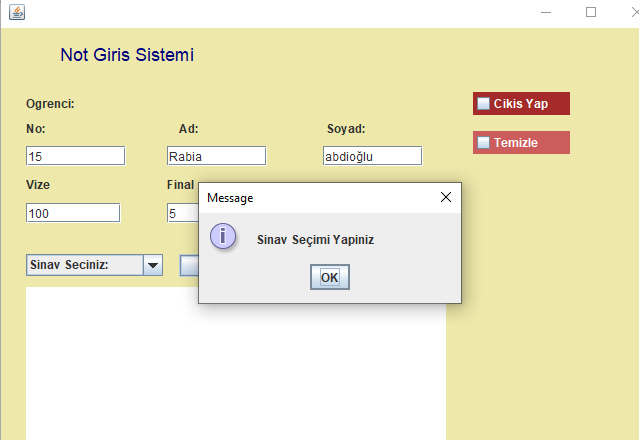 Not Giris Sistemi
Ogrenci:
Cikis Yap
No: Ad: Soyad:
Temizle
15 Rabia abdioğlu
Vize Final
Message
100 5
Sinav Seçimi Yapiniz
Sinav Seciniz:
OK